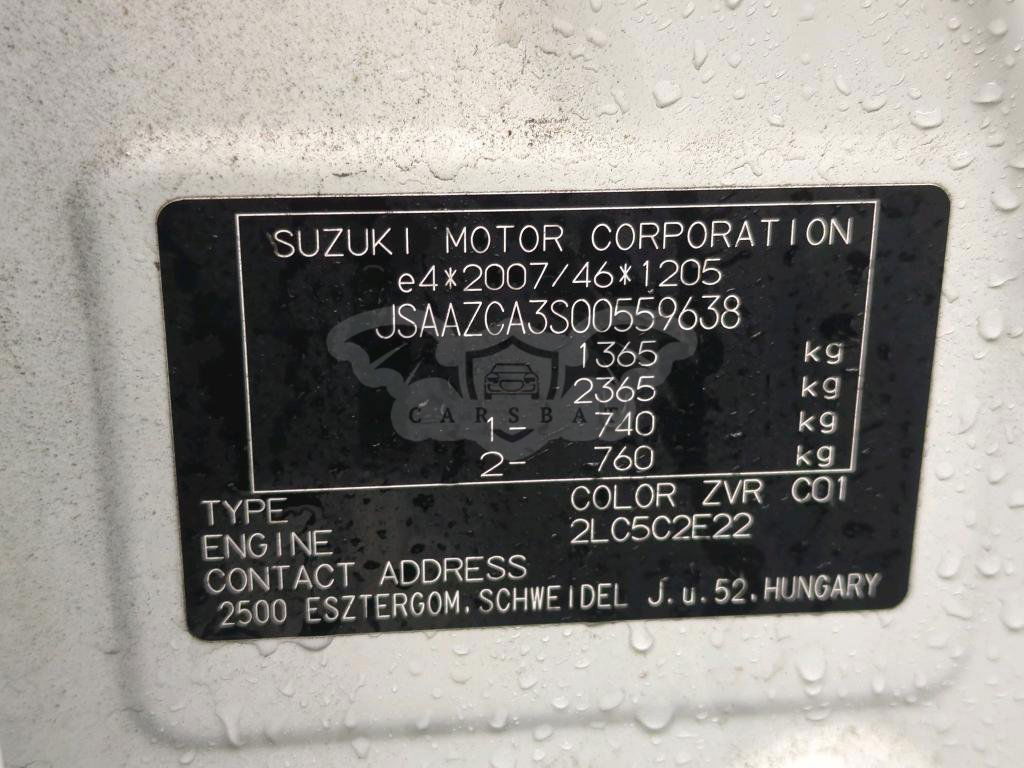 SUZUKI MOTOR CORPORATION
e4*2007/46*1205
JSAAZCA3S00559638
1365 kg
2365 kg
1- 740 kg
2- 760 kg
TYPE COLOR ZVR C01
ENGINE 2LC5C2E22
CONTACT ADDRESS
2500 ESZTERGOM. SCHWEIDEL J.u.52. HUNGARY
CARSBAT